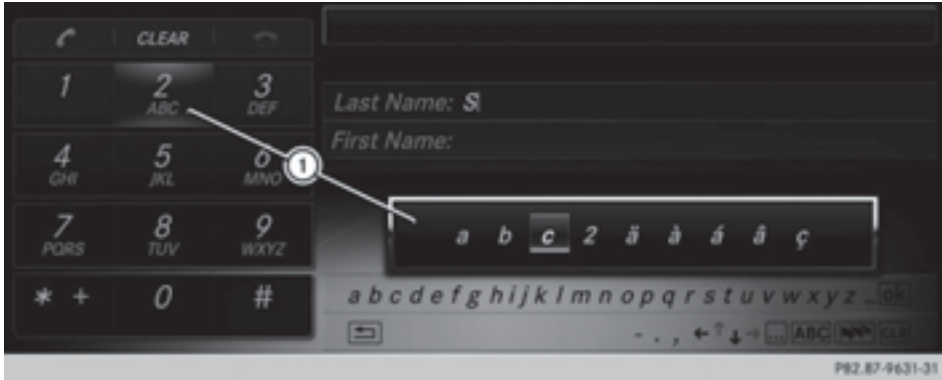 CLEAR
1 2 3
ABC DEF
Last Name: S
First Name:
4 5 6
GHI JKL MNO
1
7 8 9
PQRS TUV WXYZ
a b c 2 ä à á â ç
* + 0 #
a b c d e f g h i j k l m n o p q r s t u v w x y z _ ok
- . , ←↑↓→ ... ABC
P82.87-9631-31